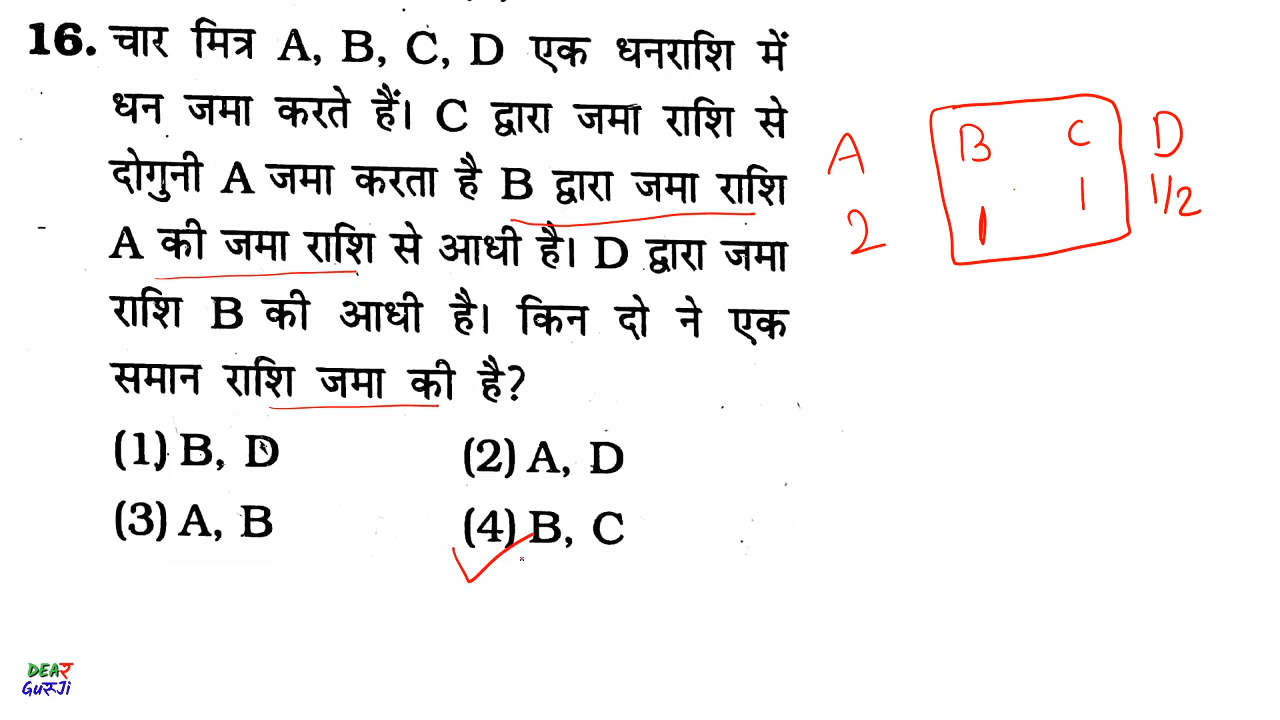 16. चार मित्र A, B, C, D एक धनराशि में
धन जमा करते हैं। C द्वारा जमा राशि से
दोगुनी A जमा करता है B द्वारा जमा राशि
A की जमा राशि से आधी है। D द्वारा जमा
राशि B की आधी है। किन दो ने एक
समान राशि जमा की है?
(1) B, D (2) A, D
(3) A, B (4) B, C
A B C D
2 1 1 1/2
DEAR
GuruJi